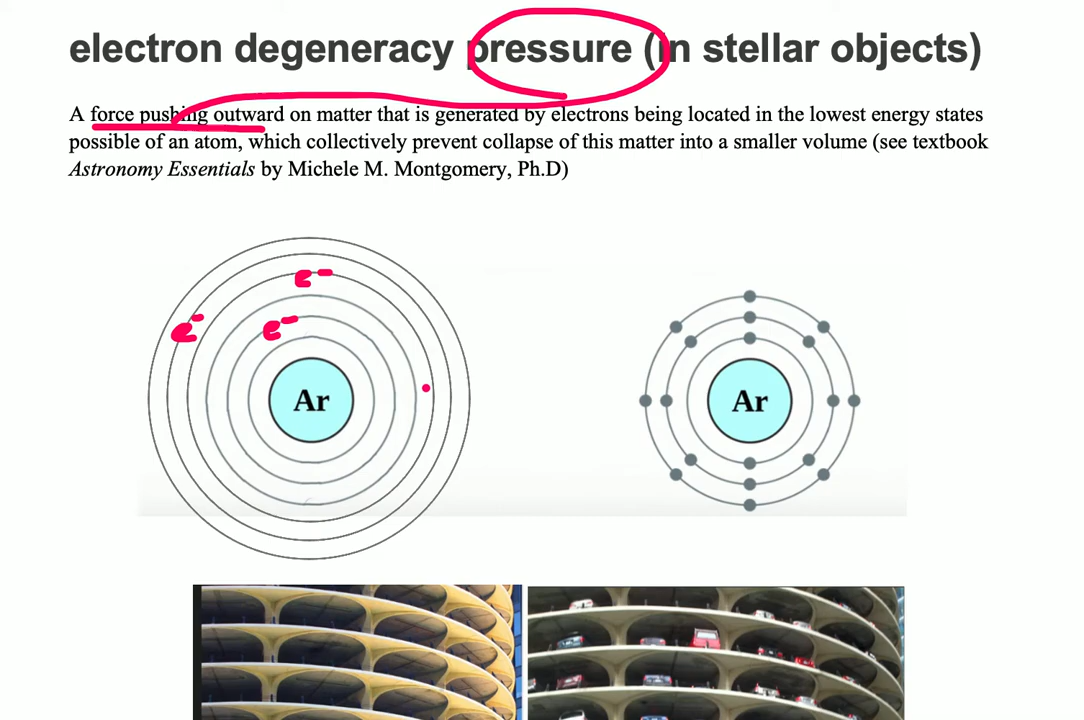 electron degeneracy pressure (in stellar objects)
A force pushing outward on matter that is generated by electrons being located in the lowest energy states
possible of an atom, which collectively prevent collapse of this matter into a smaller volume (see textbook
Astronomy Essentials by Michele M. Montgomery, Ph.D)
e-
e-
e-
Ar
Ar